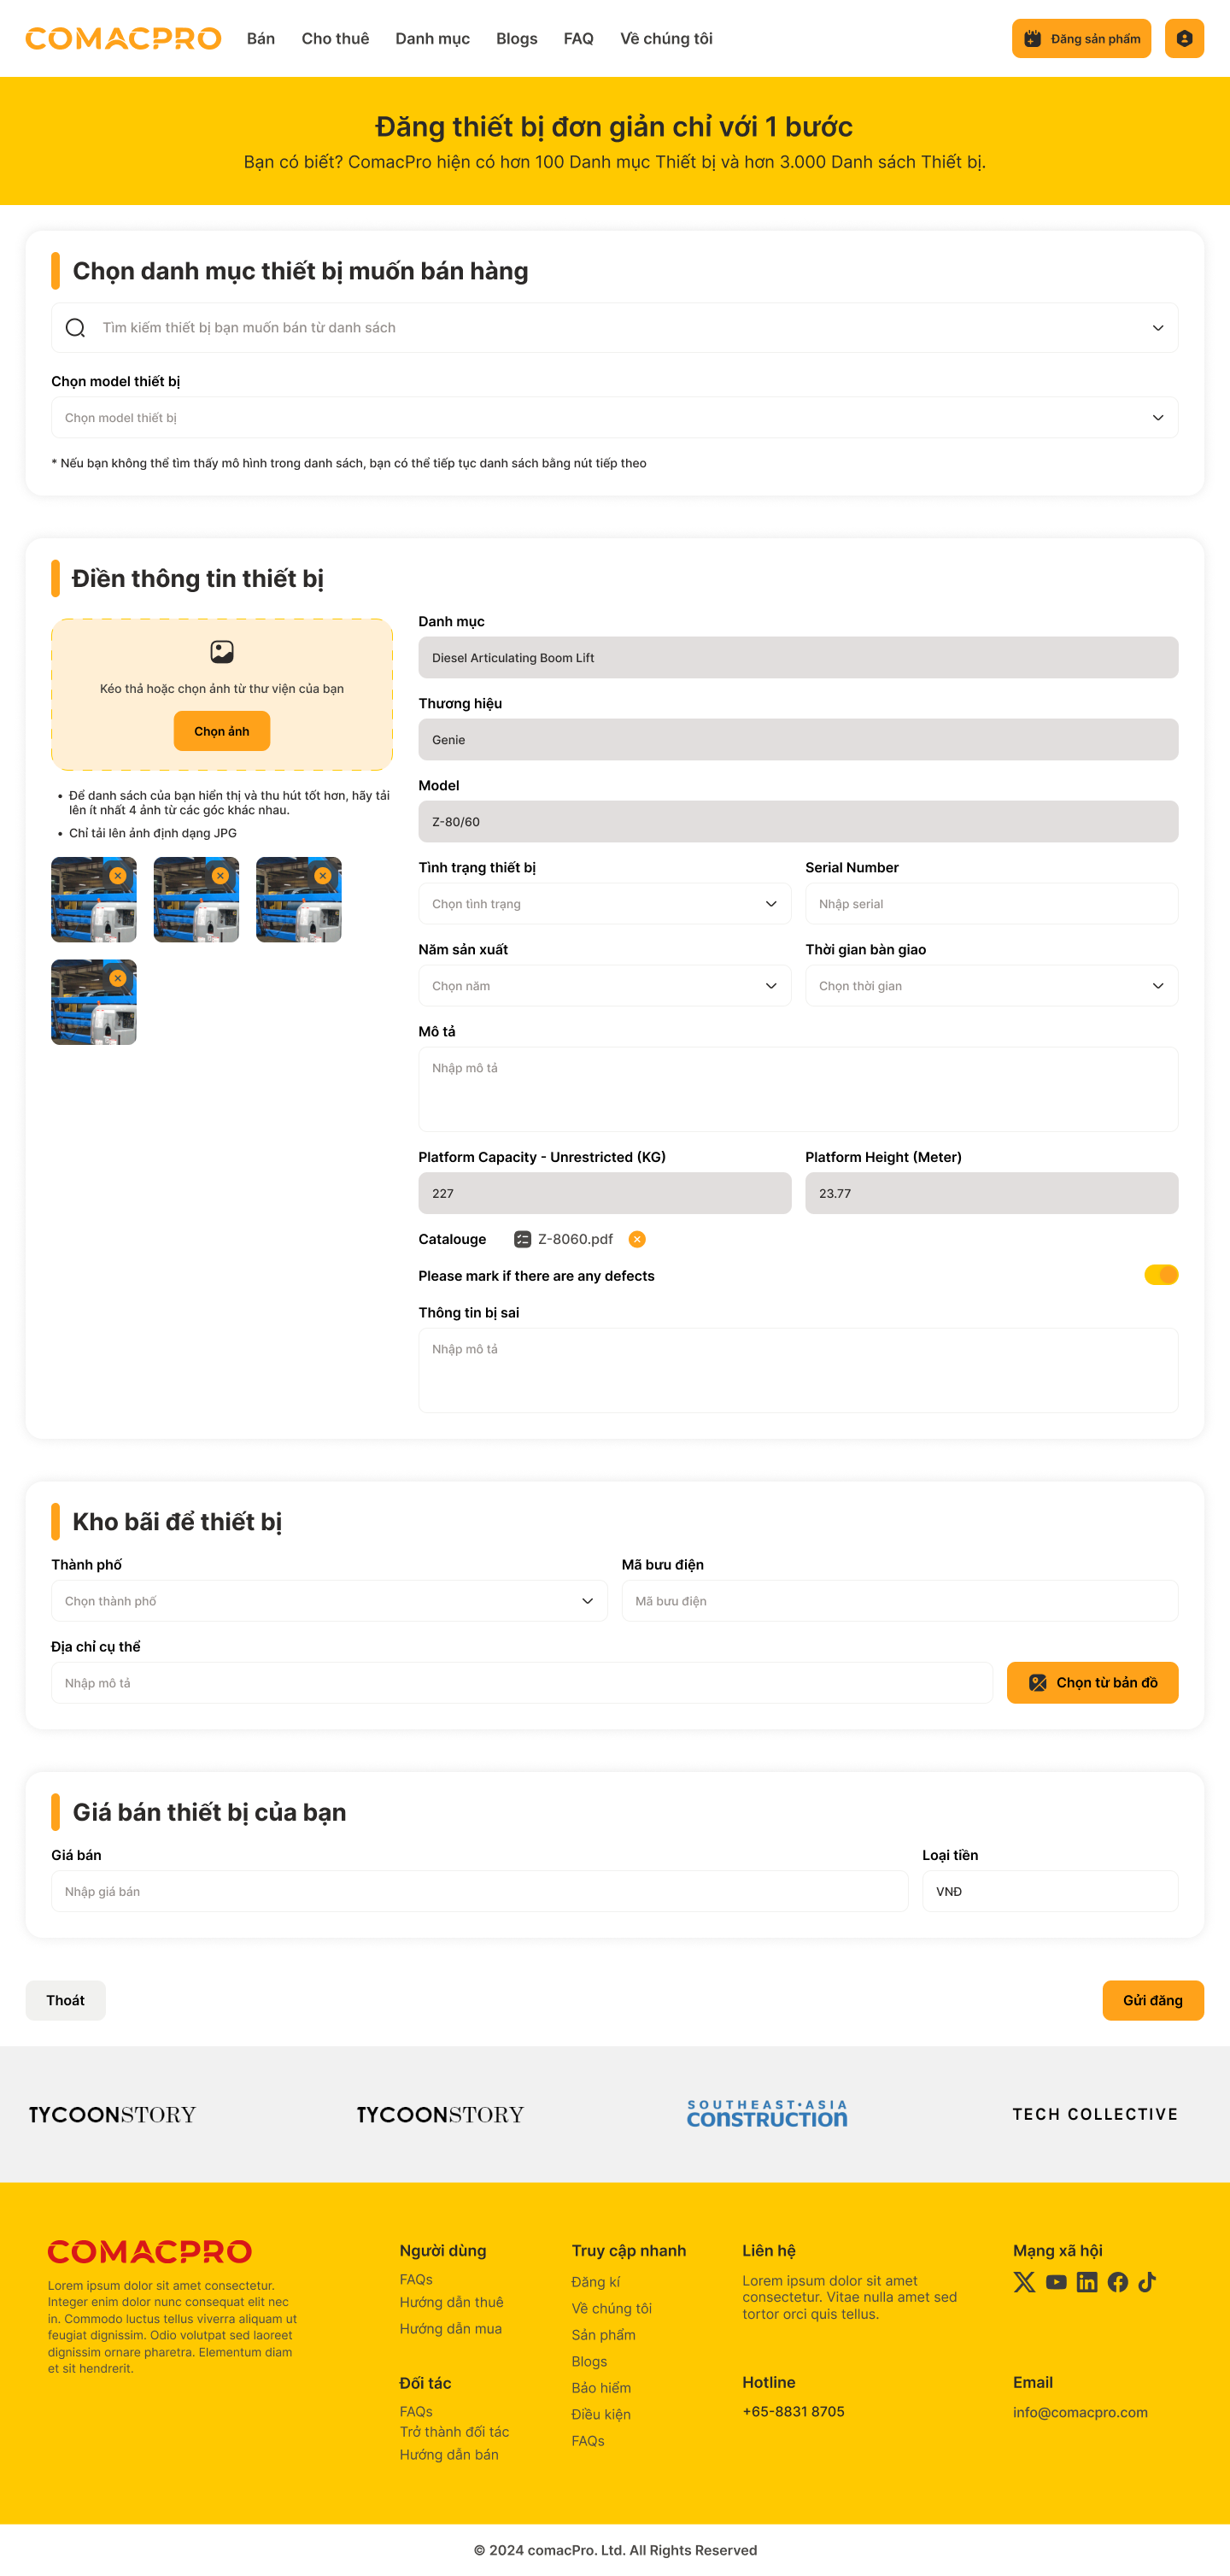 COMACPRO
Bán
Cho thuê
Danh mục
Blogs
FAQ
Về chúng tôi
Đăng sản phẩm
Đăng thiết bị đơn giản chỉ với 1 bước
Bạn có biết? ComacPro hiện có hơn 100 Danh mục Thiết bị và hơn 3.000 Danh sách Thiết bị.
Chọn danh mục thiết bị muốn bán hàng
Tìm kiếm thiết bị bạn muốn bán từ danh sách
Chọn model thiết bị
Chọn model thiết bị
* Nếu bạn không thể tìm thấy mô hình trong danh sách, bạn có thể tiếp tục danh sách bằng nút tiếp theo
Điền thông tin thiết bị
Kéo thả hoặc chọn ảnh từ thư viện của bạn
Chọn ảnh
• Để danh sách của bạn hiển thị và thu hút tốt hơn, hãy tải
lên ít nhất 4 ảnh từ các góc khác nhau.
• Chỉ tải lên ảnh định dạng JPG
Danh mục
Diesel Articulating Boom Lift
Thương hiệu
Genie
Model
Z-80/60
Tình trạng thiết bị
Chọn tình trạng
Serial Number
Nhập serial
Năm sản xuất
Chọn năm
Thời gian bàn giao
Chọn thời gian
Mô tả
Nhập mô tả
Platform Capacity - Unrestricted (KG)
227
Platform Height (Meter)
23.77
Catalouge
Z-8060.pdf
Please mark if there are any defects
Thông tin bị sai
Nhập mô tả
Kho bãi để thiết bị
Thành phố
Chọn thành phố
Mã bưu điện
Mã bưu điện
Địa chỉ cụ thể
Nhập mô tả
Chọn từ bản đồ
Giá bán thiết bị của bạn
Giá bán
Nhập giá bán
Loại tiền
VNĐ
Thoát
Gửi đăng
TYCOONSTORY
TYCOONSTORY
SOUTHEAST•ASIA
CONSTRUCTION
TECH COLLECTIVE
COMACPRO
Lorem ipsum dolor sit amet consectetur.
Integer enim dolor nunc consequat elit nec
in. Commodo luctus tellus viverra aliquam ut
feugiat dignissim. Odio volutpat sed laoreet
dignissim ornare pharetra. Elementum diam
et sit hendrerit.
Người dùng
FAQs
Hướng dẫn thuê
Hướng dẫn mua
Đối tác
FAQs
Trở thành đối tác
Hướng dẫn bán
Truy cập nhanh
Đăng kí
Về chúng tôi
Sản phẩm
Blogs
Bảo hiểm
Điều kiện
FAQs
Liên hệ
Lorem ipsum dolor sit amet
consectetur. Vitae nulla amet sed
tortor orci quis tellus.
Hotline
+65-8831 8705
Mạng xã hội
Email
info@comacpro.com
© 2024 comacPro. Ltd. All Rights Reserved